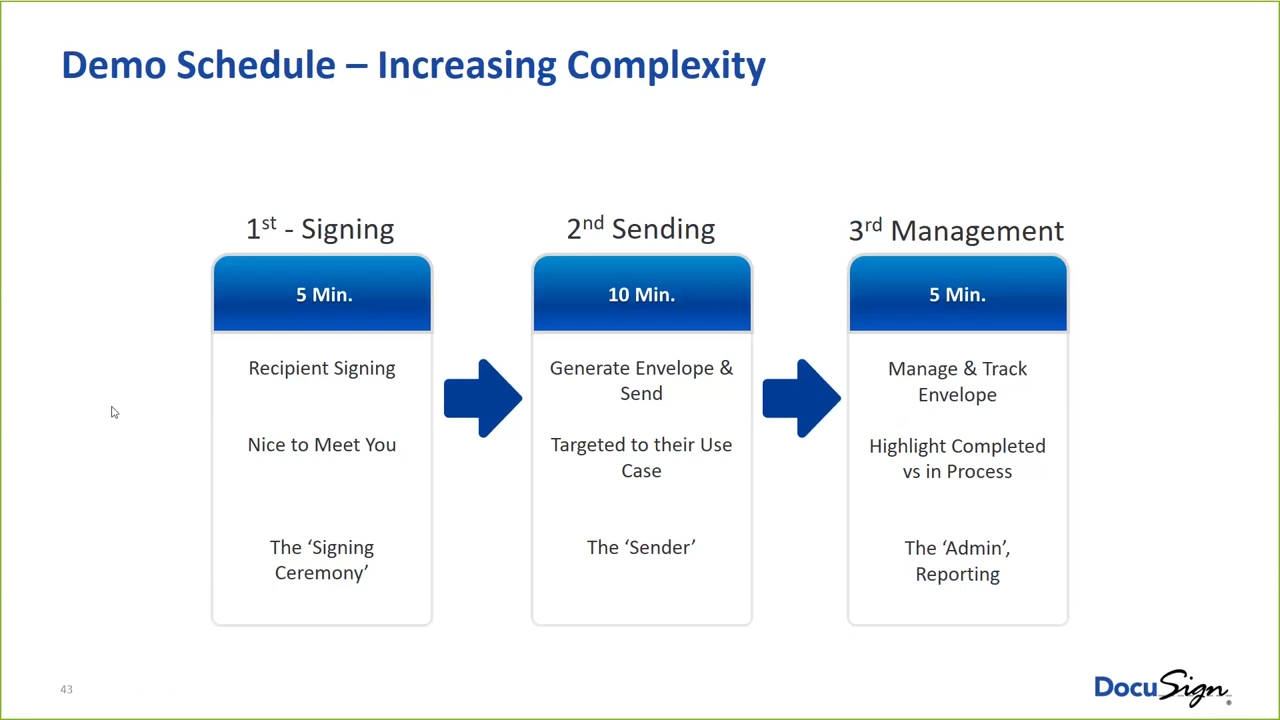 Demo Schedule – Increasing Complexity
1st - Signing
5 Min.
Recipient Signing
Nice to Meet You
The ‘Signing
Ceremony’
2nd Sending
10 Min.
Generate Envelope &
Send
Targeted to their Use
Case
The ‘Sender’
3rd Management
5 Min.
Manage & Track
Envelope
Highlight Completed
vs in Process
The ‘Admin’,
Reporting
43
DocuSign®